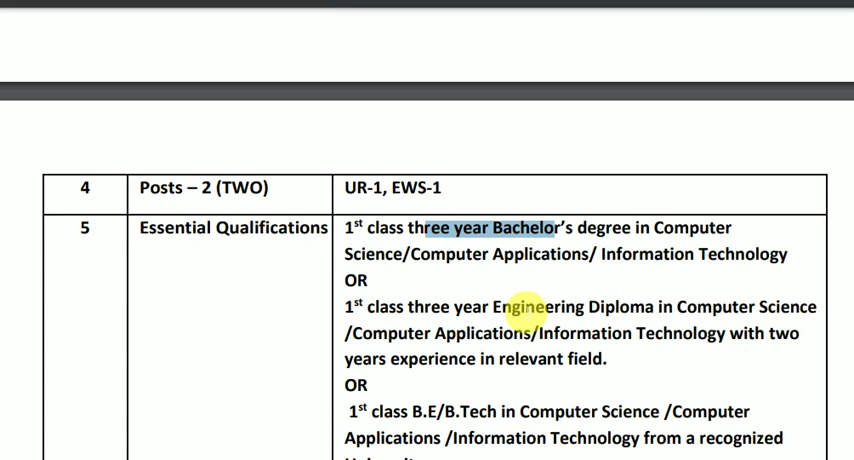 4 Posts – 2 (TWO) UR-1, EWS-1
5 Essential Qualifications 1st class three year Bachelor’s degree in Computer
Science/Computer Applications/ Information Technology
OR
1st class three year Engineering Diploma in Computer Science
/Computer Applications/Information Technology with two
years experience in relevant field.
OR
1st class B.E/B.Tech in Computer Science /Computer
Applications /Information Technology from a recognized